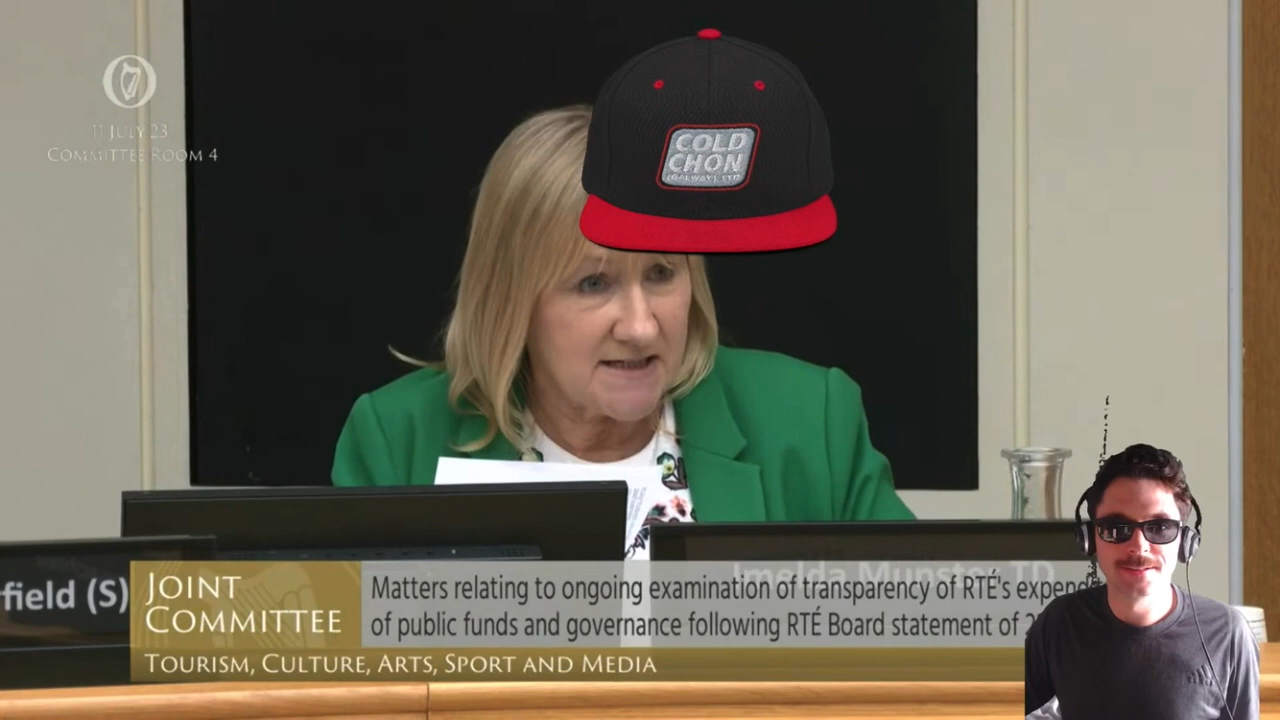 11 JULY 23
COMMITTEE ROOM 4
COLD
CHON
(GALWAY) LTD
field (S)
Imelda Munster TD
JOINT
COMMITTEE
Matters relating to ongoing examination of transparency of RTÉ's
of public funds and governance following RTÉ Board statement of
TOURISM, CULTURE, ARTS, SPORT AND MEDIA